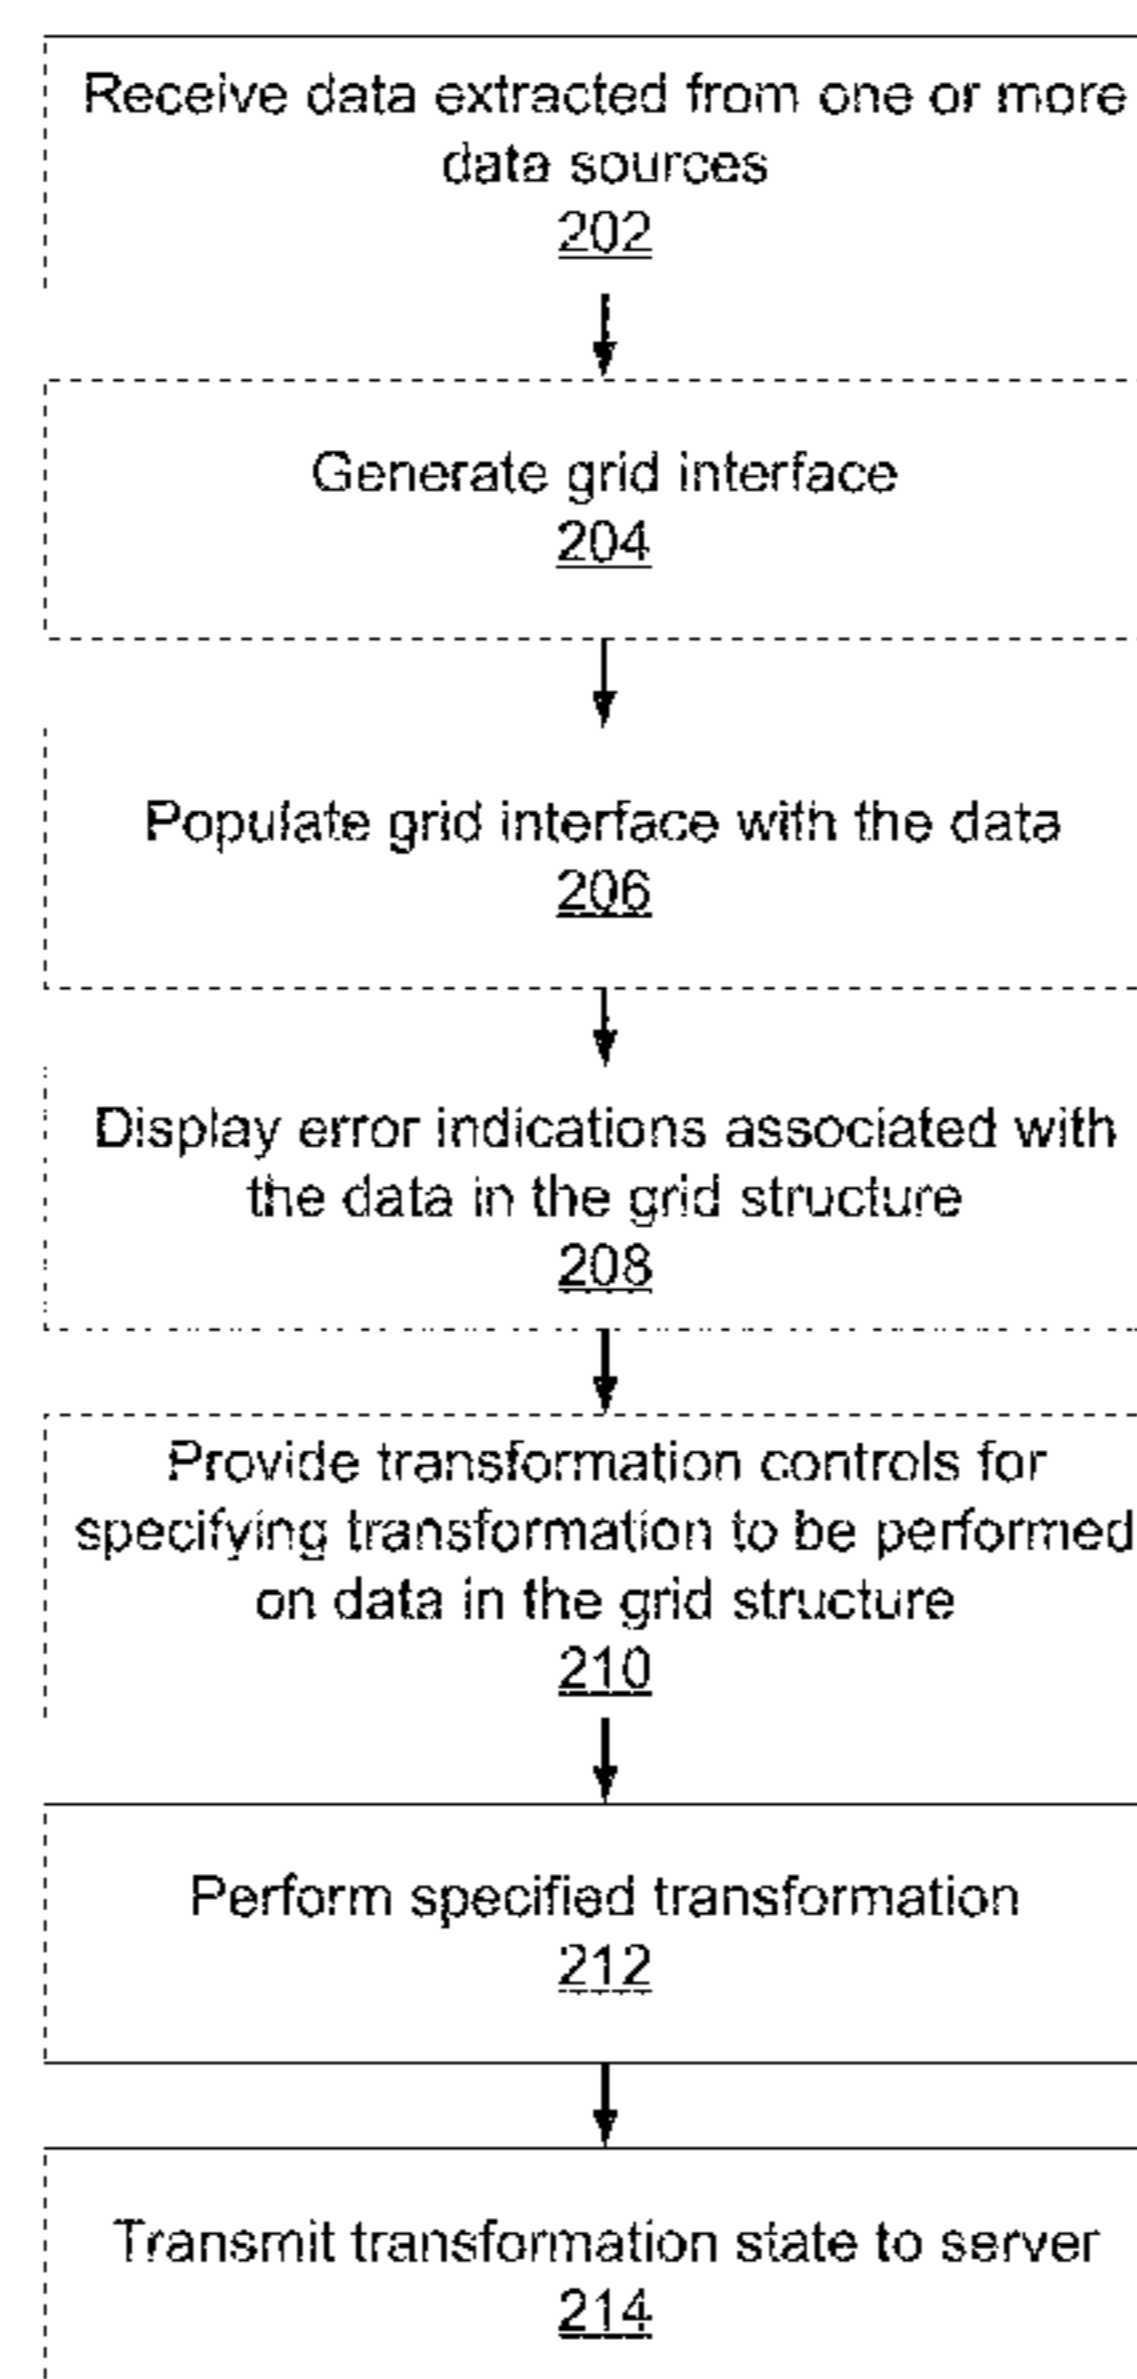 Receive data extracted from one or more
data sources
202
Generate grid interface
204
Populate grid interface with the data
206
Display error indications associated with
the data in the grid structure
208
Provide transformation controls for
specifying transformation to be performed
on data in the grid structure
210
Perform specified transformation
212
Transmit transformation state to server
214